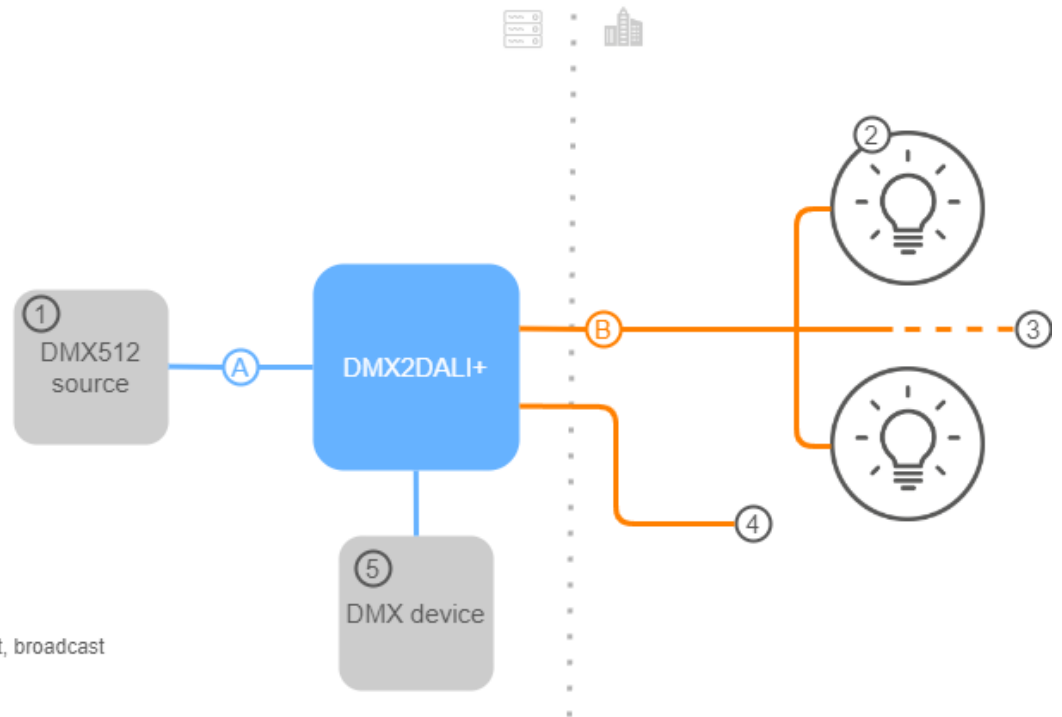 2
1
DMX512
source
A
DMX2DALI+
B
3
4
5
DMX device
t, broadcast